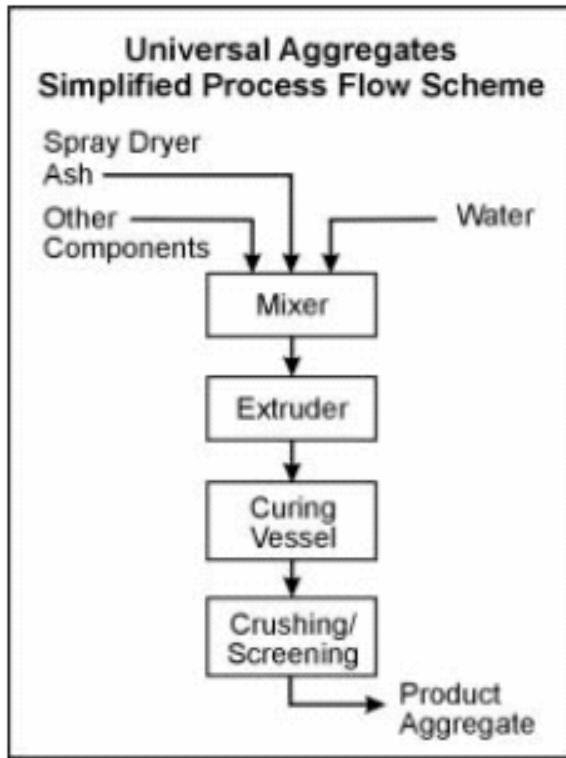 Universal Aggregates
Simplified Process Flow Scheme
Spray Dryer
Ash
Other
Components
Water
Mixer
Extruder
Curing
Vessel
Crushing/
Screening
Product
Aggregate